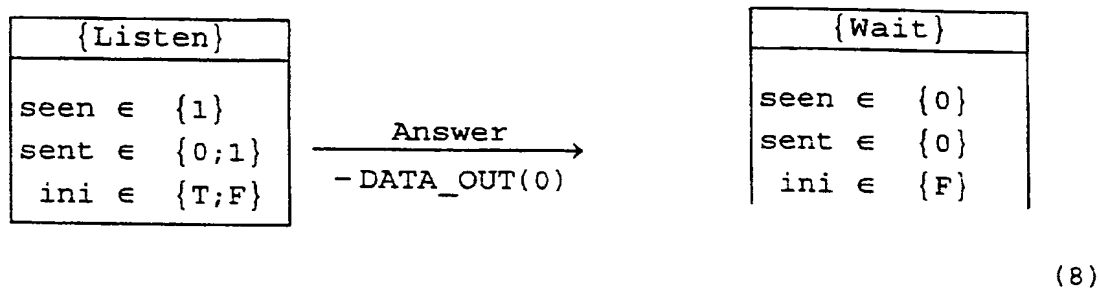 {Listen}
seen ∈ {1}
sent ∈ {0;1}
ini ∈ {T;F}
Answer
-DATA_OUT(0)
{Wait}
seen ∈ {0}
sent ∈ {0}
ini ∈ {F}
(8)